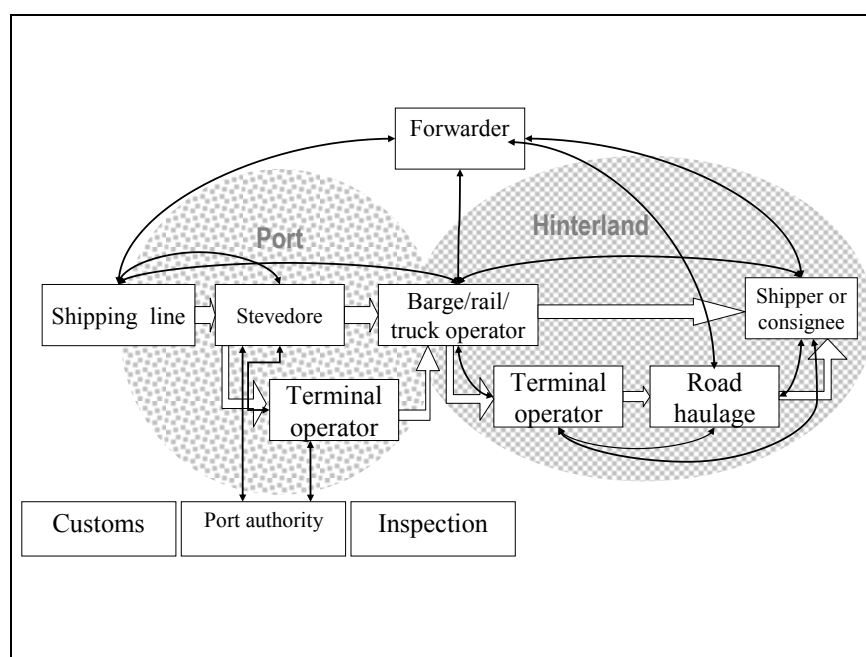 Forwarder
Port
Hinterland
Shipping line
Stevedore
Barge/rail/
truck operator
Shipper or
consignee
Terminal
operator
Terminal
operator
Road
haulage
Customs
Port authority
Inspection